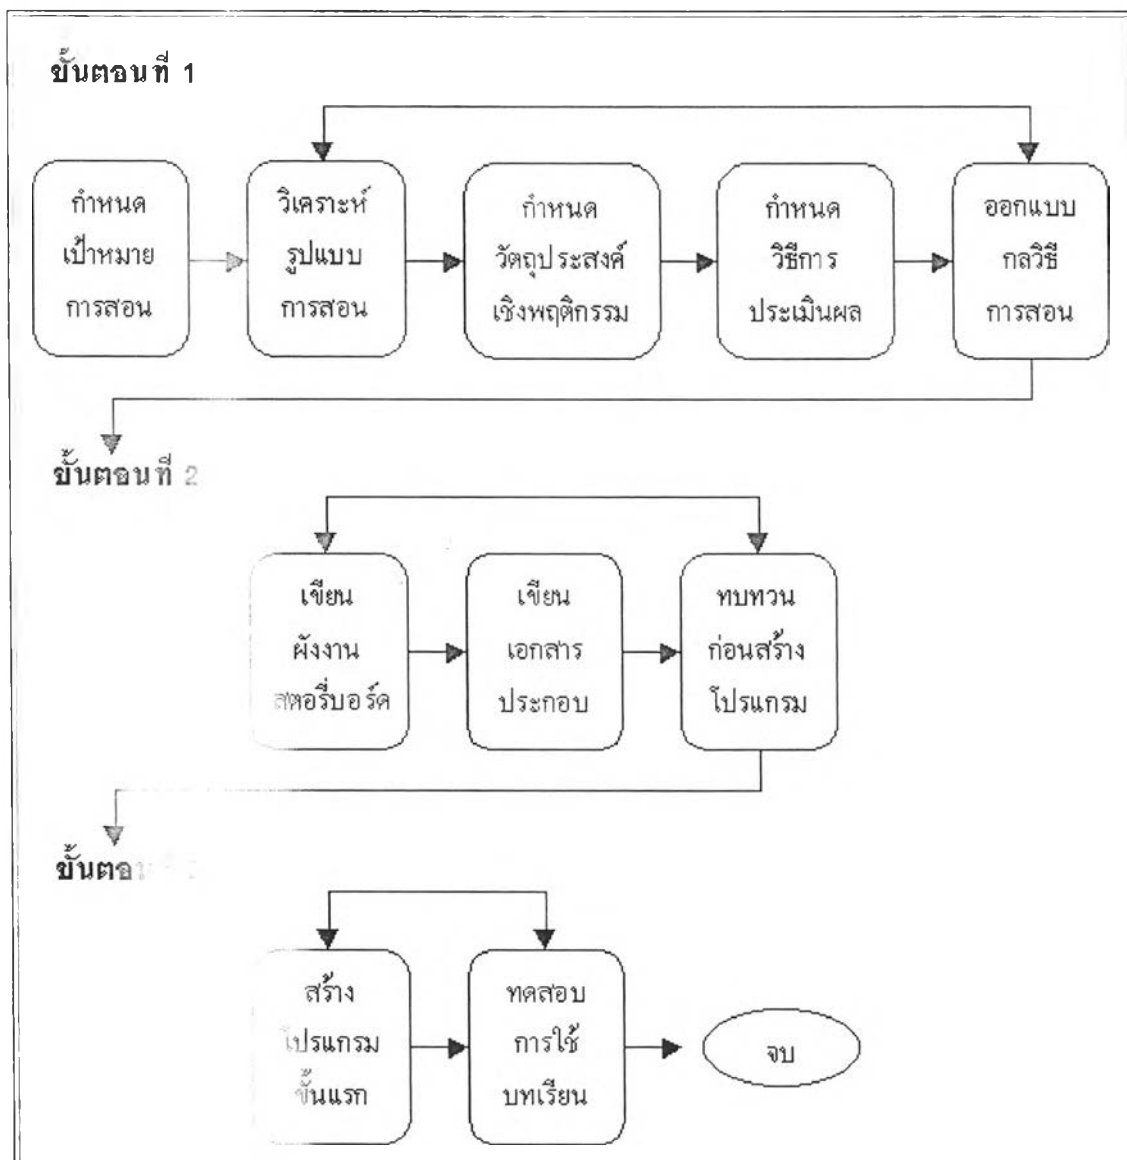 ขั้นตอนที่ 1
กำหนด
เป้าหมาย
การสอน
วิเคราะห์
รูปแบบ
การสอน
กำหนด
วัตถุประสงค์
เชิงพฤติกรรม
กำหนด
วิธีการ
ประเมินผล
ออกแบบ
กลวิธี
การสอน
ขั้นตอนที่ 2
เขียน
ผังงาน
สตอรี่บอร์ด
เขียน
เอกสาร
ประกอบ
ทบทวน
ก่อนสร้าง
โปรแกรม
ขั้นตอน
สร้าง
โปรแกรม
ขั้นแรก
ทดสอบ
การใช้
บทเรียน
จบ